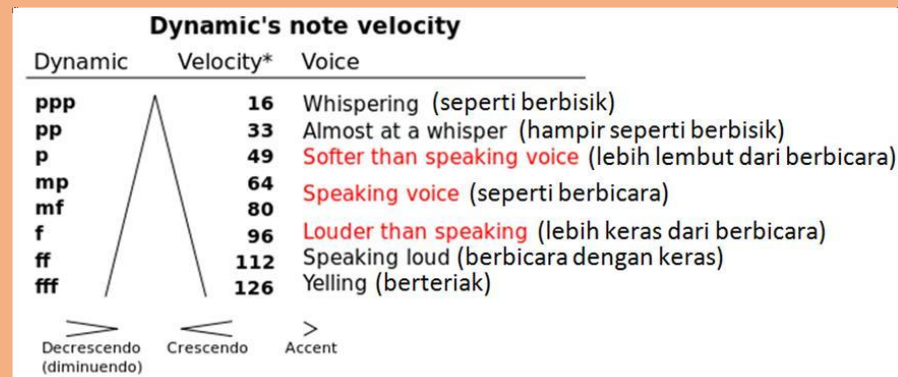 Dynamic's note velocity
Dynamic Velocity* Voice
ppp 16 Whispering (seperti berbisik)
pp 33 Almost at a whisper (hampir seperti berbisik)
p 49 Softer than speaking voice (lebih lembut dari berbicara)
mp 64
Speaking voice (seperti berbicara)
mf 80
f 96 Louder than speaking (lebih keras dari berbicara)
ff 112 Speaking loud (berbicara dengan keras)
fff 126 Yelling (berteriak)
Decrescendo Crescendo Accent
(diminuendo)